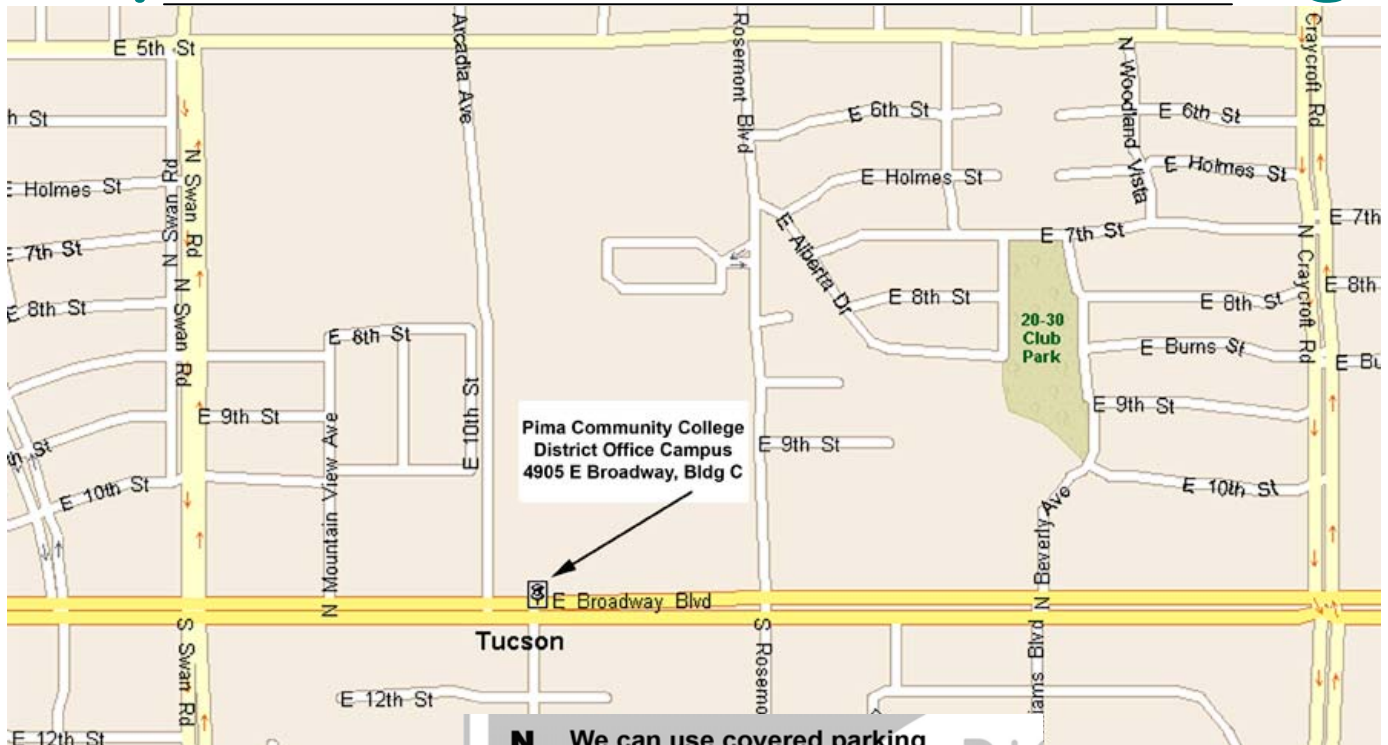 E 5th St
Arcadia Ave
Rosemont Blvd
N Woodland Vista
Craycroft Rd
h St
E 6th St
E 6th St
N Swan Rd
N Swan Rd
E Holmes St
E Holmes St
E Holmes St
E 7th St
E 7th St
E 7th
E Alberta Dr
N Craycroft Rd
E 8th St
N Swan Rd
E 8th St
E 8th St
E 8th St
E 8th
20-30
Club
Park
E Burns St
E Bu
E 9th St
E 10th St
N Mountain View Ave
Pima Community College
District Office Campus
4905 E Broadway, Bldg C
E 9th St
E 9th St
th St
E 10th St
E 10th St
N Beverly Ave
E Broadway Blvd
Tucson
S Swan Rd
S Rosemo
iams Blvd
E 12th St
E 12th St
N We can use covered parking